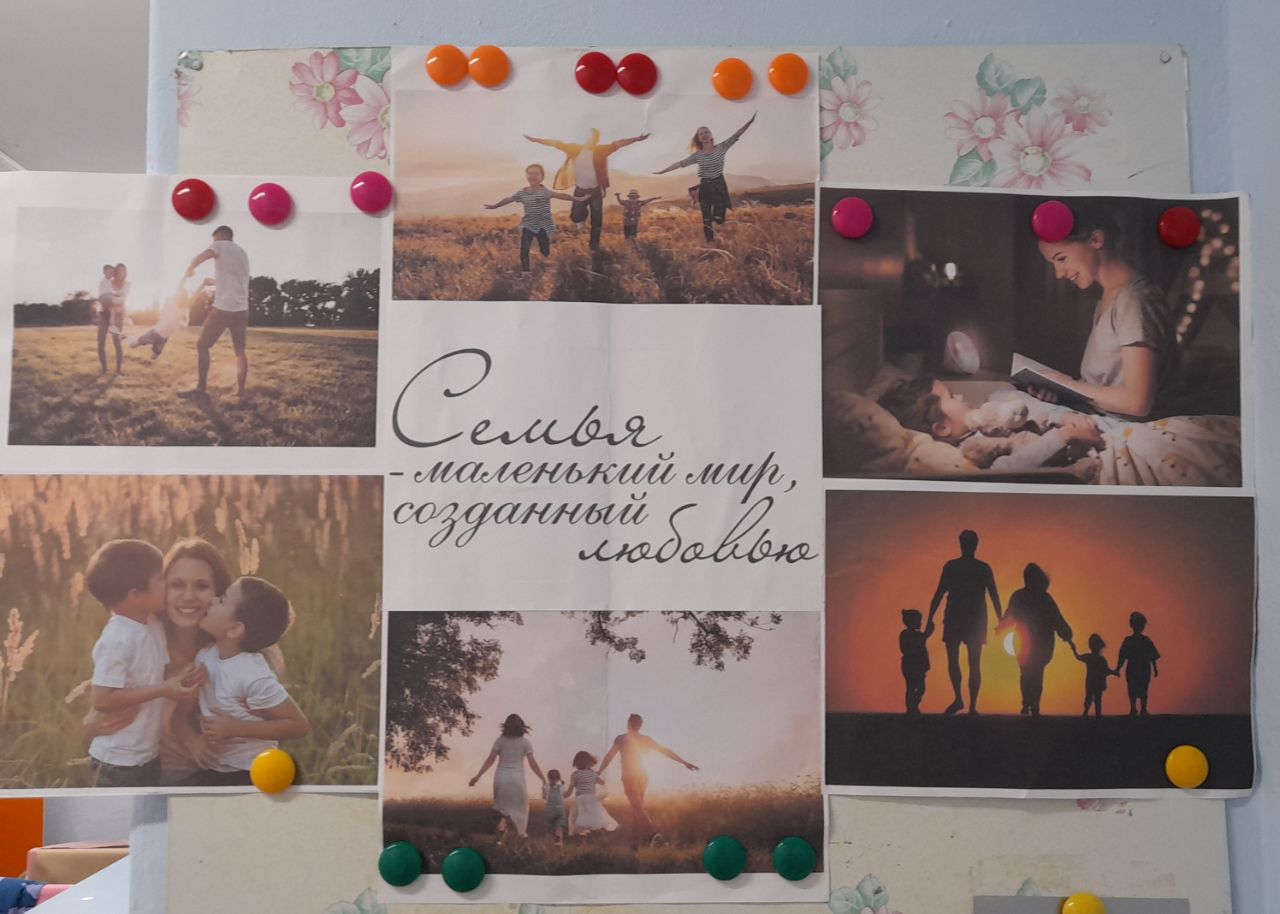 Семья
- маленький мир,
созданный
любовью